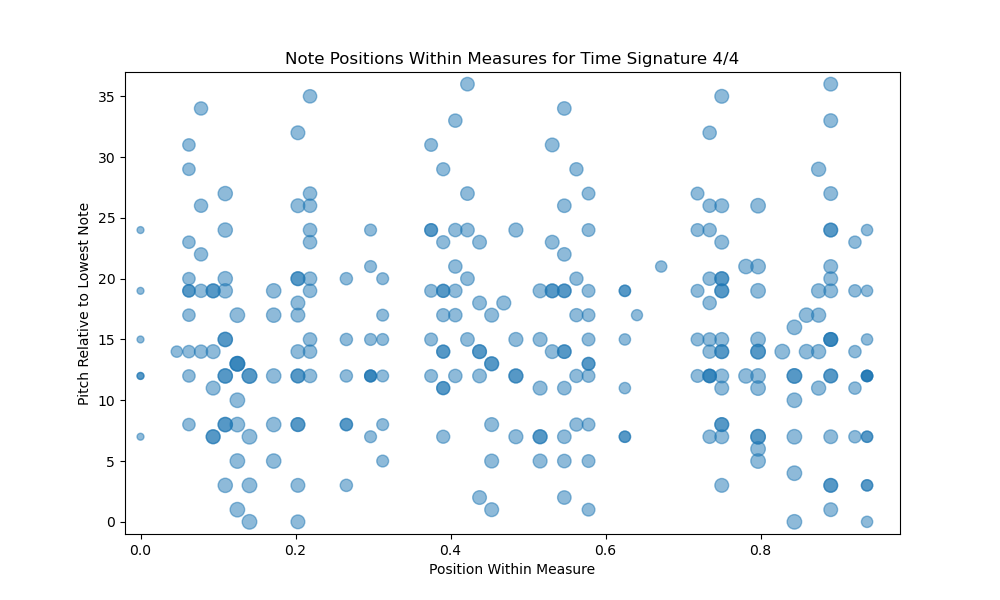 Note Positions Within Measures for Time Signature 4/4
Pitch Relative to Lowest Note
35
30
25
20
15
10
5
0
0.0 0.2 0.4 0.6 0.8
Position Within Measure